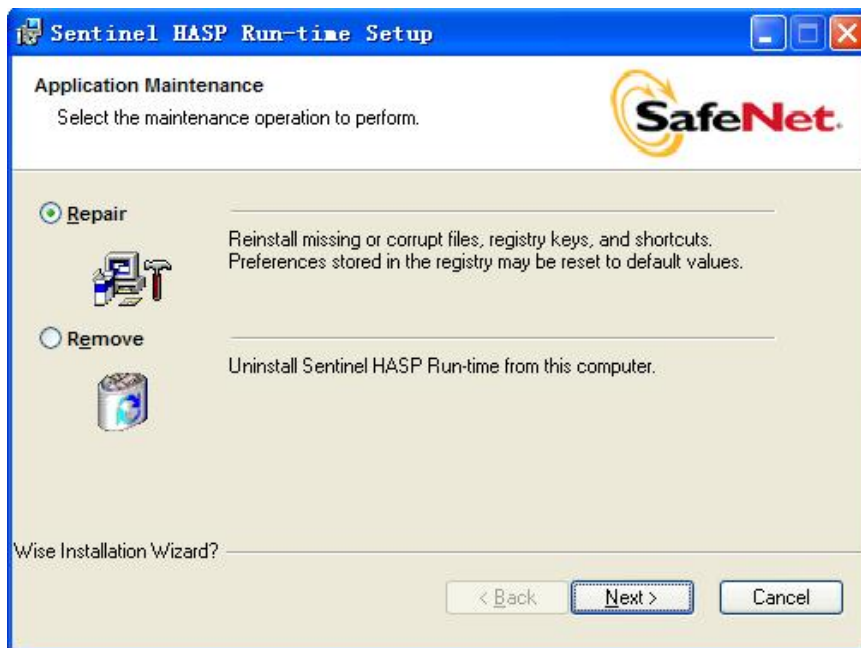 Sentinel HASP Run-time Setup
Application Maintenance
Select the maintenance operation to perform.
SafeNet.
Repair
Reinstall missing or corrupt files, registry keys, and shortcuts.
Preferences stored in the registry may be reset to default values.
Remove
Uninstall Sentinel HASP Run-time from this computer.
Wise Installation Wizard?
< Back
Next >
Cancel